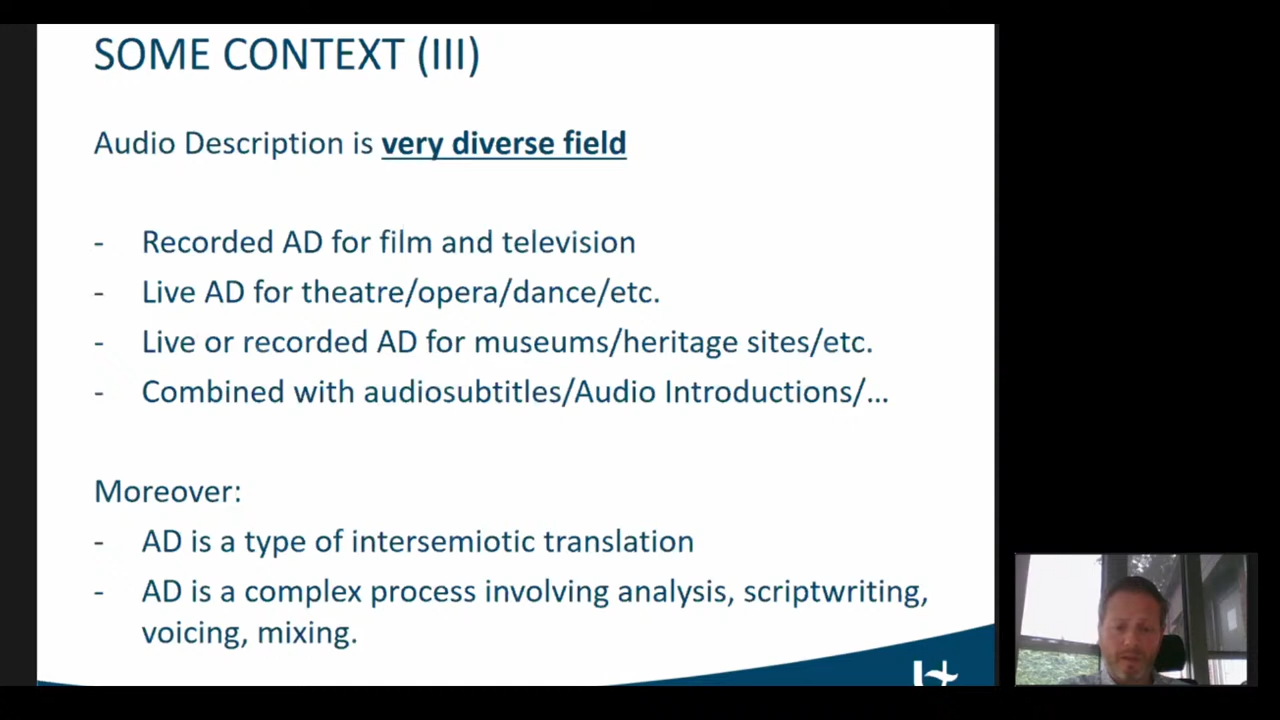 SOME CONTEXT (III)
Audio Description is very diverse field
- Recorded AD for film and television
- Live AD for theatre/opera/dance/etc.
- Live or recorded AD for museums/heritage sites/etc.
- Combined with audiosubtitles/Audio Introductions/…
Moreover:
- AD is a type of intersemiotic translation
- AD is a complex process involving analysis, scriptwriting,
voicing, mixing.